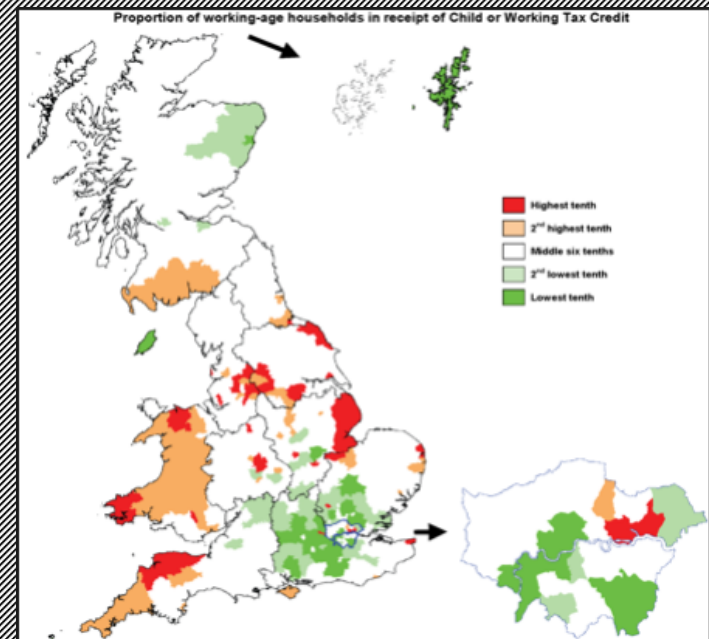 Proportion of working-age households in receipt of Child or Working Tax Credit
Highest tenth
2nd highest tenth
Middle six tenths
2nd lowest tenth
Lowest tenth